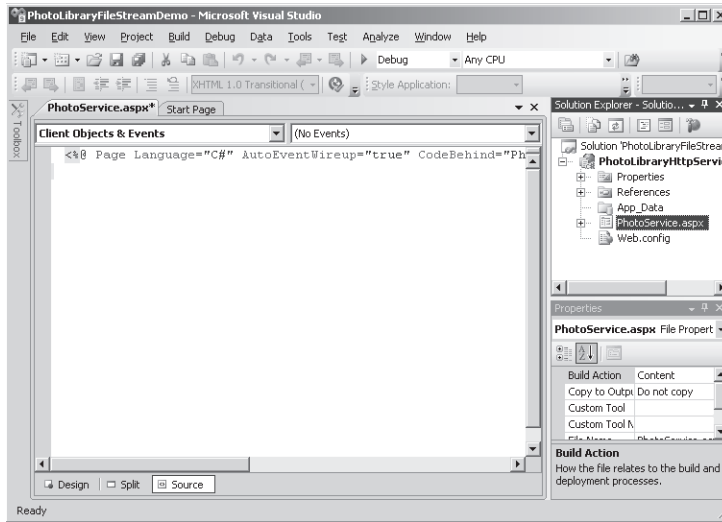 PhotoLibraryFileStreamDemo - Microsoft Visual Studio
File Edit View Project Build Debug Data Tools Test Analyze Window Help
Debug Any CPU
XHTML 1.0 Transitional ( Style Application:
Toolbox
PhotoService.aspx* Start Page
Client Objects & Events (No Events)
<%@ Page Language="C#" AutoEventWireup="true" CodeBehind="Ph
Design Split Source
Ready
Solution Explorer - Solutio...
Solution 'PhotoLibraryFileStrea
PhotoLibraryHttpServi
Properties
References
App_Data
PhotoService.aspx
Web.config
Properties
PhotoService.aspx File Propert
Build Action Content
Copy to Outpu Do not copy
Custom Tool
Custom Tool N
File Name PhotoService.as
Build Action
How the file relates to the build and
deployment processes.